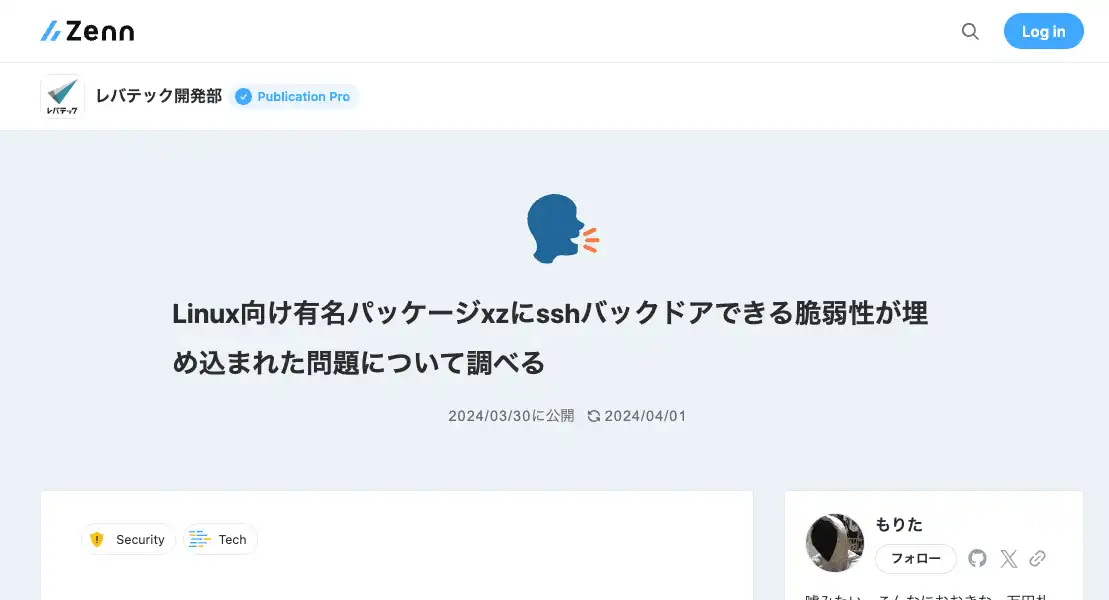 Zenn
Log in
レバテック
レバテック開発部
Publication Pro
Linux向け有名パッケージxzにsshバックドアできる脆弱性が埋
め込まれた問題について調べる
2024/03/30に公開
2024/04/01
Security
Tech
もりた
フォロー